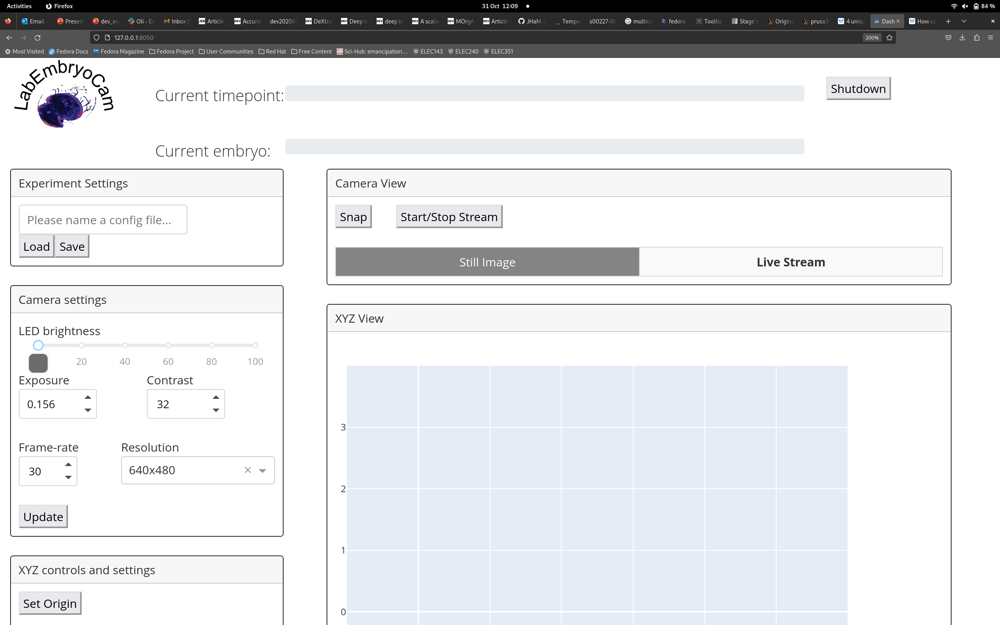 Activities Firefox 31 Oct 12:09 84 %
Email - Presen dev_ev Oli - En Inbox ( Article Accura dev20206 DeXtru Deep le deep le A scala MOrgA Article JHaM- Tempe s00227-00 multico fedora Tooltip Stage s Origina prusa3 4 uniqu Dash How ca
127.0.0.1:8050 200%
Most Visited Fedora Docs Fedora Magazine Fedora Project User Communities Red Hat Free Content Sci-Hub: emancipation... ELEC143 ELEC240 ELEC351
LabEmbryoCam
Current timepoint:
Shutdown
Current embryo:
Experiment Settings
Please name a config file...
Load Save
Camera settings
LED brightness
20 40 60 80 100
Exposure Contrast
0.156 32
Frame-rate Resolution
30 640x480
Update
XYZ controls and settings
Set Origin
Camera View
Snap Start/Stop Stream
Still Image Live Stream
XYZ View
3
2
1
0